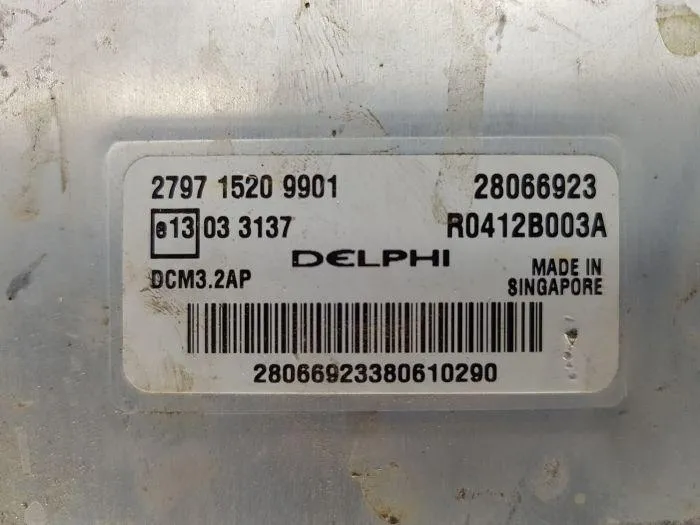 2797 1520 9901 28066923
e13 03 3137 R0412B003A
DELPHI
DCM3.2AP MADE IN
SINGAPORE
28066923380610290